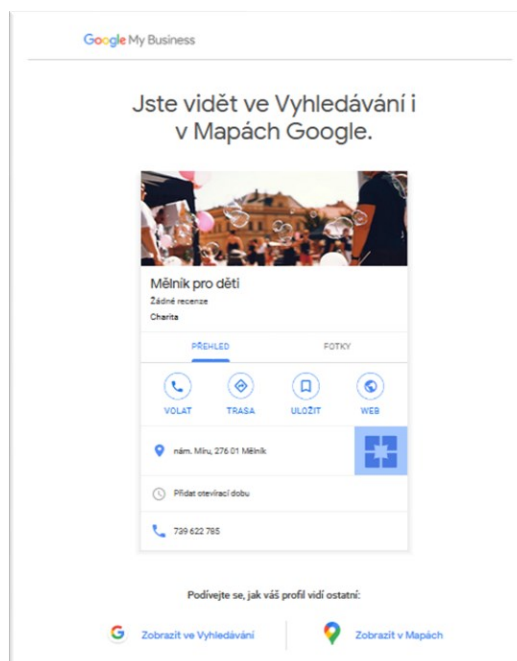 Google My Business
Jste vidět ve Vyhledávání i
v Mapách Google.
Mělník pro děti
Žádné recenze
Charita
PŘEHLED FOTKY
VOLAT TRASA ULOŽIT WEB
nám. Míru, 276 01 Mělník
Přidat otevírací dobu
739 622 785
Podívejte se, jak váš profil vidí ostatní:
Zobrazit ve Vyhledávání Zobrazit v Mapách